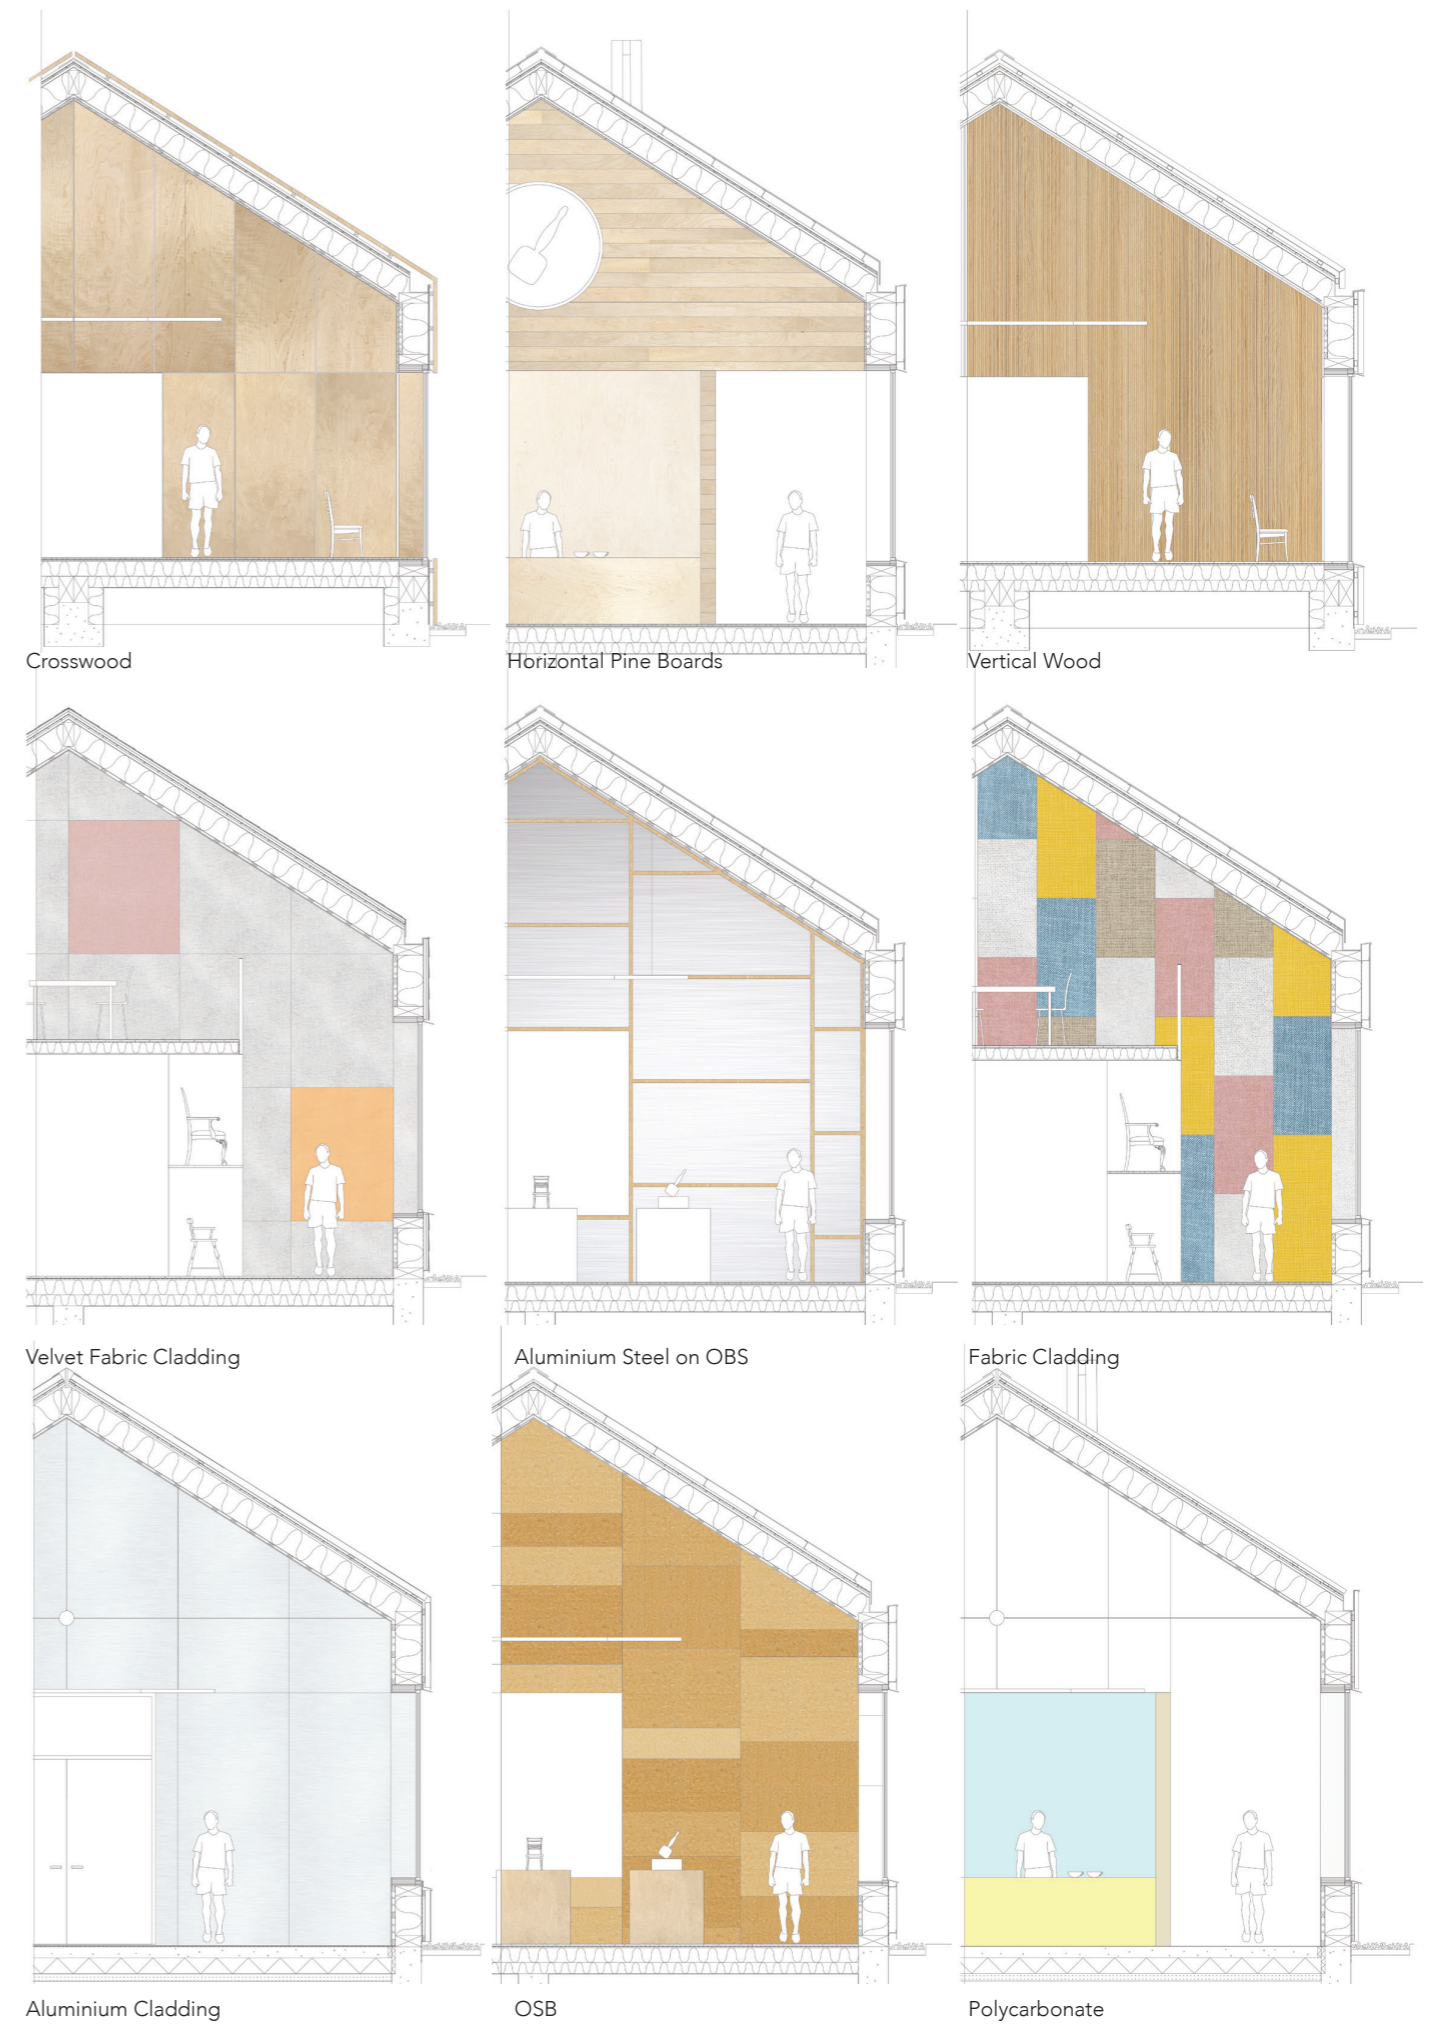 Crosswood
Horizontal Pine Boards
Vertical Wood
Velvet Fabric Cladding
Aluminium Steel on OBS
Fabric Cladding
Aluminium Cladding
OSB
Polycarbonate